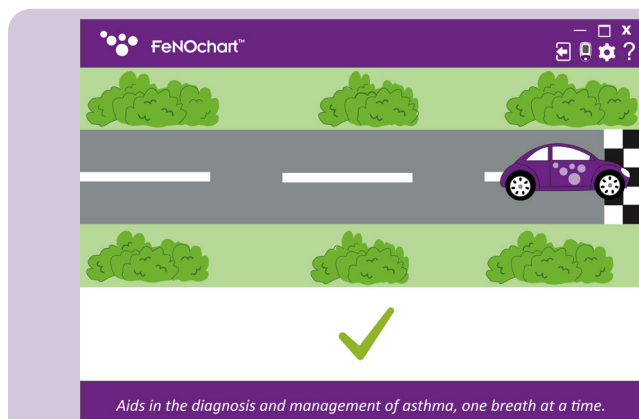 FeNOchart™
Aids in the diagnosis and management of asthma, one breath at a time.